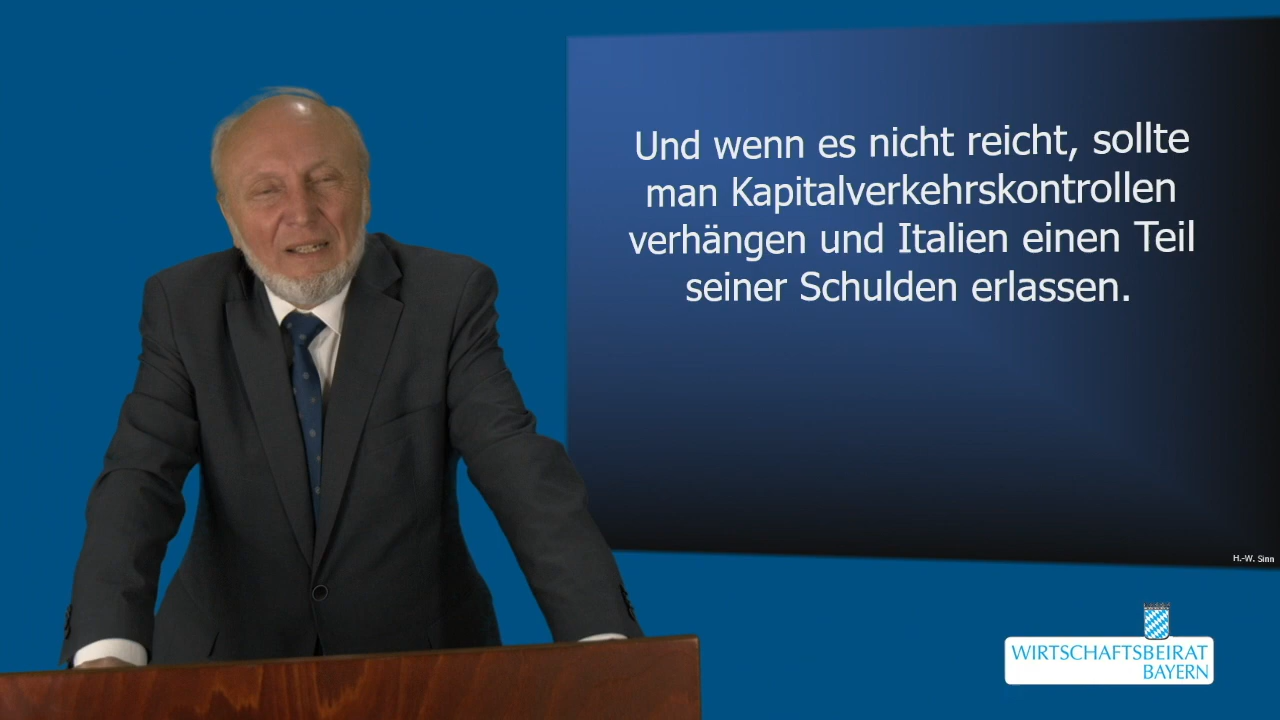 Und wenn es nicht reicht, sollte
man Kapitalverkehrskontrollen
verhängen und Italien einen Teil
seiner Schulden erlassen.
H.-W. Sinn
WIRTSCHAFTSBEIRAT
BAYERN